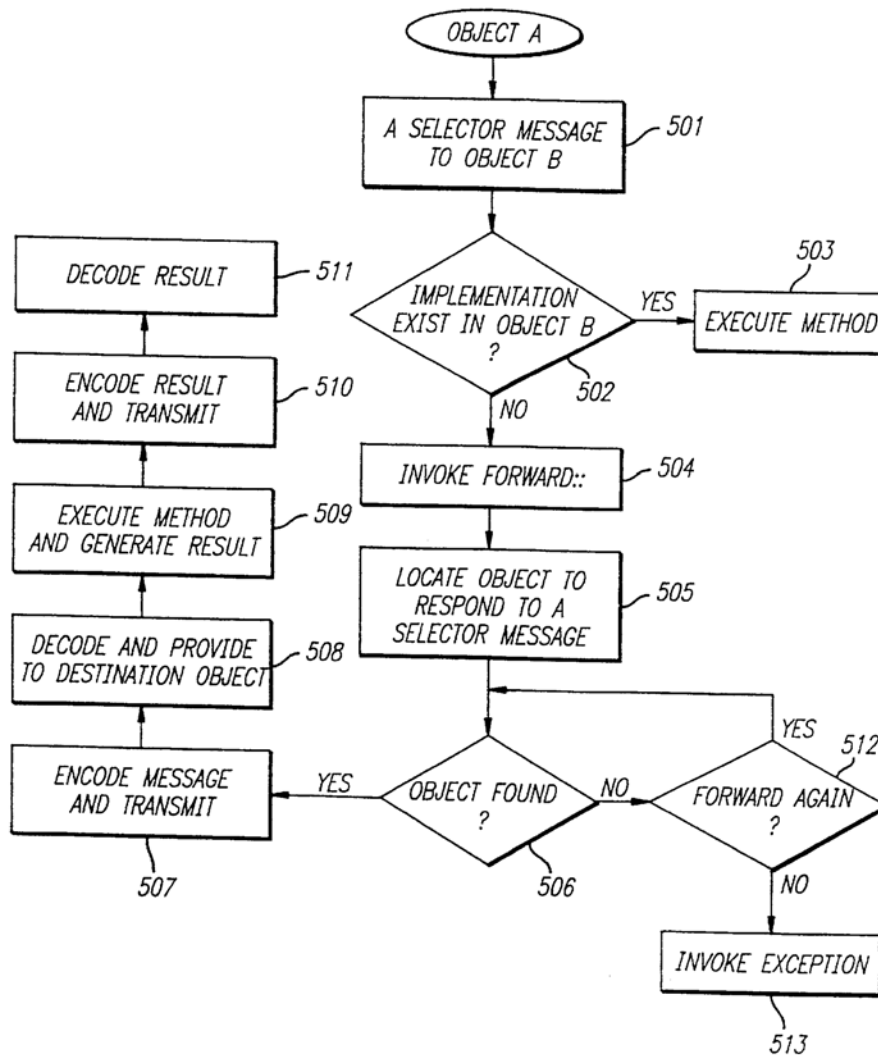 OBJECT A
A SELECTOR MESSAGE
TO OBJECT B
501
IMPLEMENTATION
EXIST IN OBJECT B
?
502
YES
503
EXECUTE METHOD
NO
INVOKE FORWARD::
504
LOCATE OBJECT TO
RESPOND TO A
SELECTOR MESSAGE
505
OBJECT FOUND
?
506
NO
FORWARD AGAIN
?
512
YES
NO
INVOKE EXCEPTION
513
YES
ENCODE MESSAGE
AND TRANSMIT
507
DECODE AND PROVIDE
TO DESTINATION OBJECT
508
EXECUTE METHOD
AND GENERATE RESULT
509
ENCODE RESULT
AND TRANSMIT
510
DECODE RESULT
511